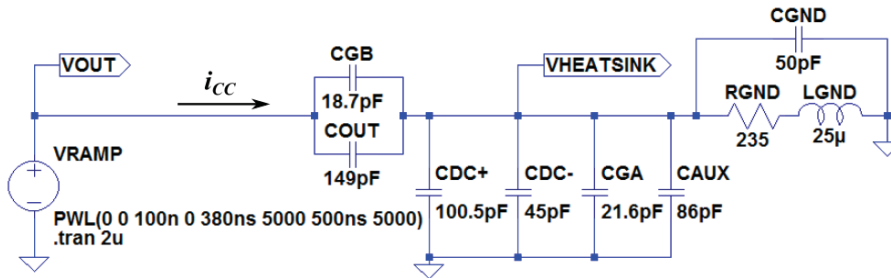 VOUT
i_CC
CGB
18.7pF
COUT
149pF
VHEATSINK
CGND
50pF
RGND
235
LGND
25µ
VRAMP
PWL(0 0 100n 0 380ns 5000 500ns 5000)
.tran 2u
CDC+
100.5pF
CDC-
45pF
CGA
21.6pF
CAUX
86pF